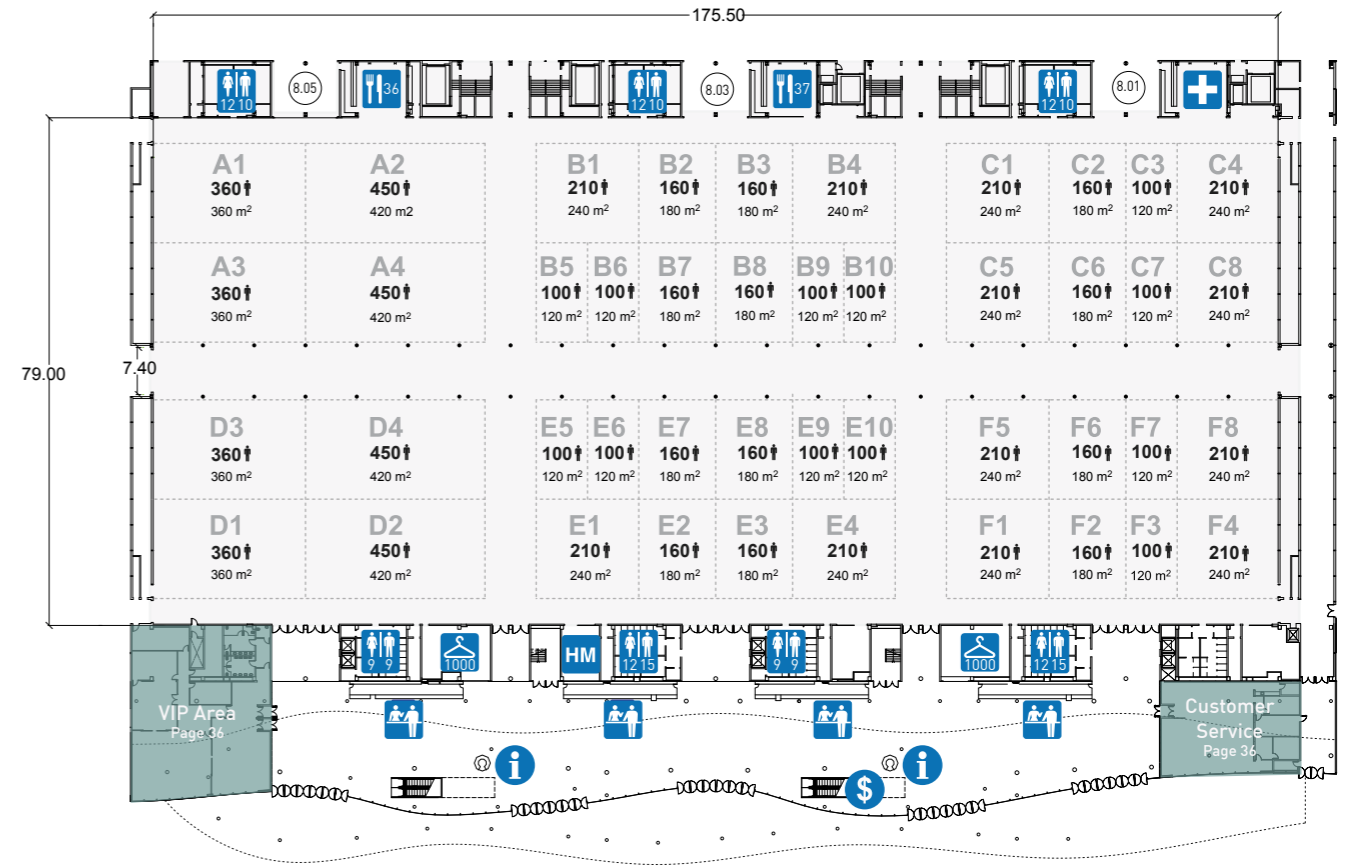 175.50
12 10
8.05
36
12 10
8.03
37
12 10
8.01
A1 A2 B1 B2 B3 B4 C1 C2 C3 C4
360 450 210 160 160 210 210 160 100 210
360 m² 420 m2 240 m² 180 m² 180 m² 240 m² 240 m² 180 m² 120 m² 240 m²
A3 A4 B5 B6 B7 B8 B9 B10 C5 C6 C7 C8
360 450 100 100 160 160 100 100 210 160 100 210
360 m² 420 m² 120 m² 120 m² 180 m² 180 m² 120 m² 120 m² 240 m² 180 m² 120 m² 240 m²
79.00
7.40
D3 D4 E5 E6 E7 E8 E9 E10 F5 F6 F7 F8
360 450 100 100 160 160 100 100 210 160 100 210
360 m² 420 m² 120 m² 120 m² 180 m² 180 m² 120 m² 120 m² 240 m² 180 m² 120 m² 240 m²
D1 D2 E1 E2 E3 E4 F1 F2 F3 F4
360 450 210 160 160 210 210 160 100 210
360 m² 420 m² 240 m² 180 m² 180 m² 240 m² 240 m² 180 m² 120 m² 240 m²
9 9
1000
HM
12 15
9 9
1000
12 15
VIP Area
Page 36
Customer
Service
Page 36
i
i
$